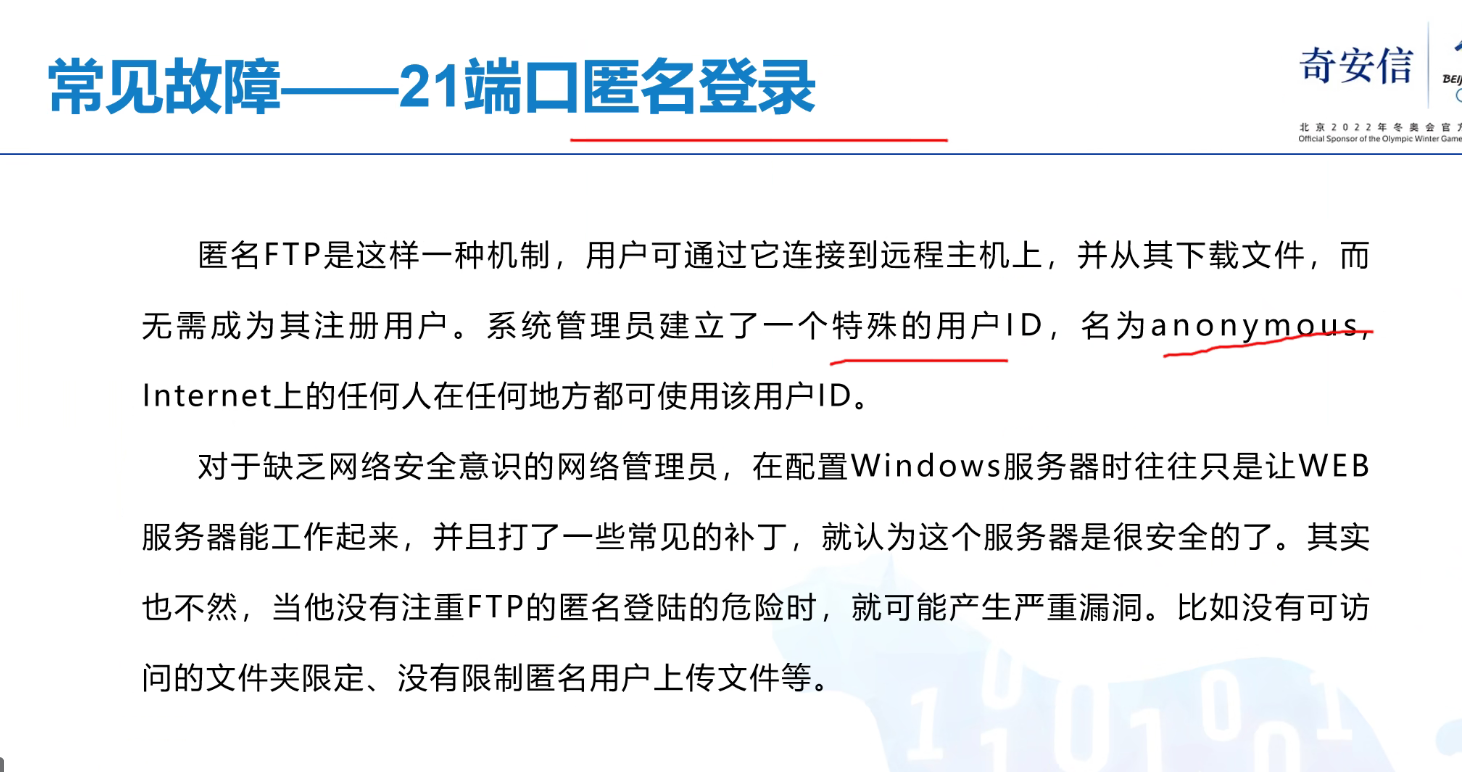 常见故障——21端口匿名登录
奇安信
BEIJ
北京2022年冬奥会官方
Official Sponsor of the Olympic Winter Game
匿名FTP是这样一种机制，用户可通过它连接到远程主机上，并从其下载文件，而
无需成为其注册用户。系统管理员建立了一个特殊的用户ID，名为anonymous,
Internet上的任何人在任何地方都可使用该用户ID。
对于缺乏网络安全意识的网络管理员，在配置Windows服务器时往往只是让WEB
服务器能工作起来，并且打了一些常见的补丁，就认为这个服务器是很安全的了。其实
也不然，当他没有注重FTP的匿名登陆的危险时，就可能产生严重漏洞。比如没有可访
问的文件夹限定、没有限制匿名用户上传文件等。